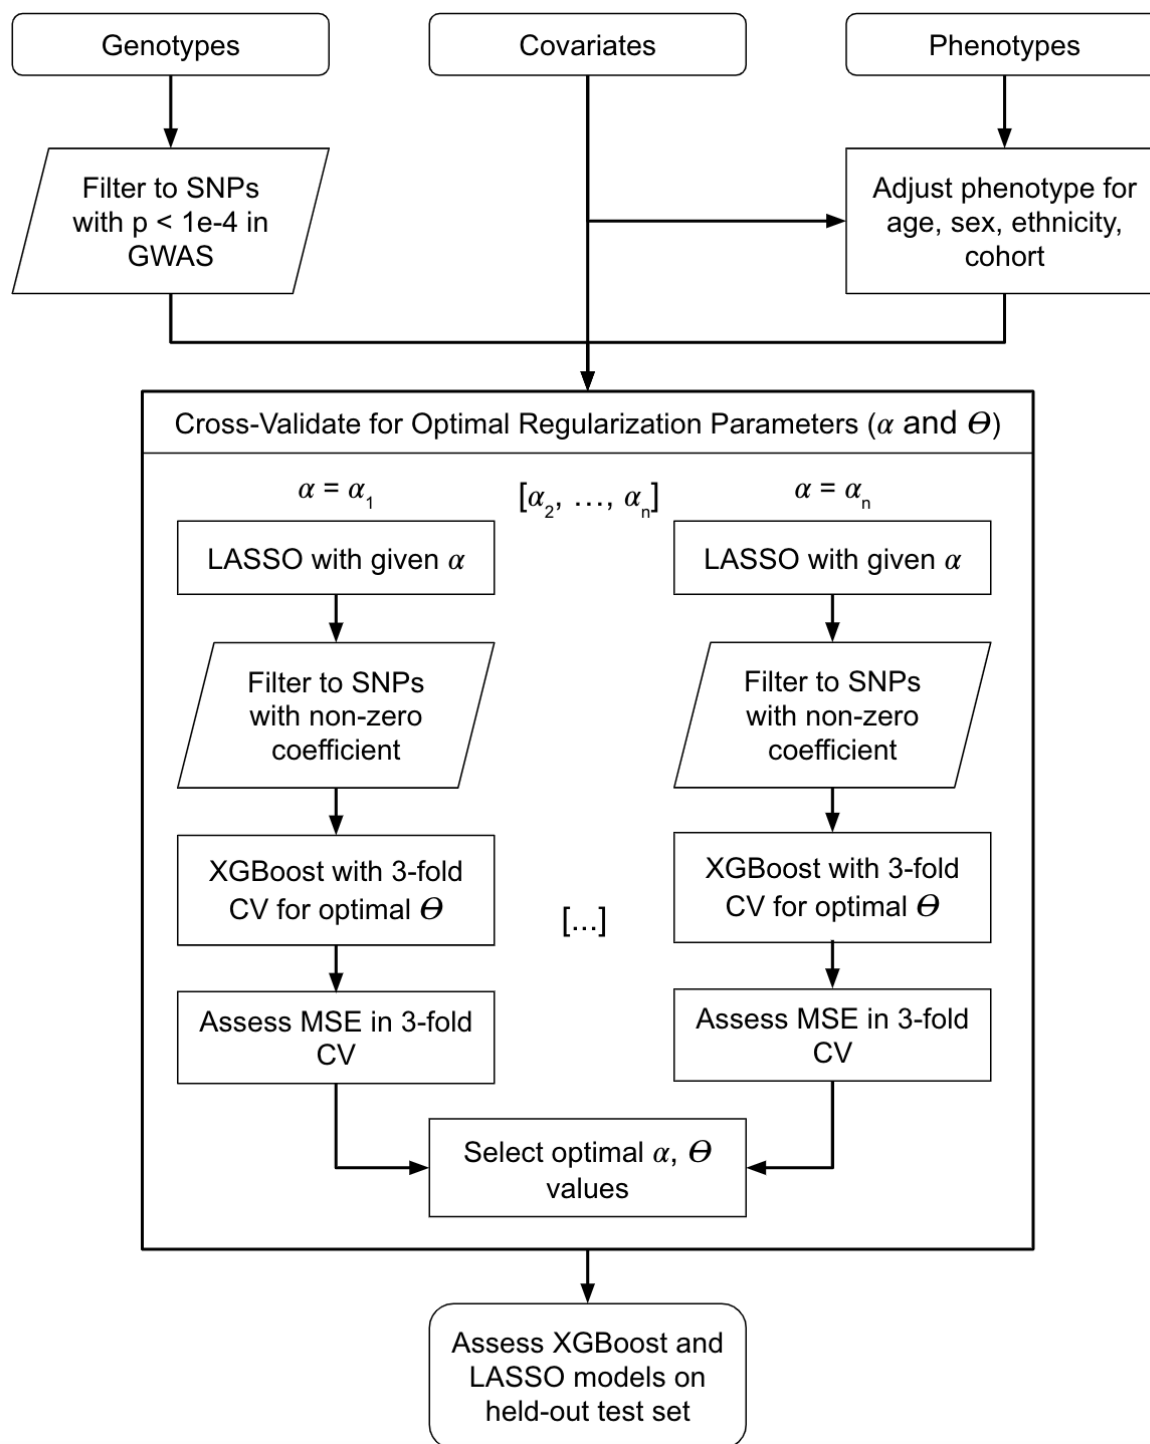 Genotypes
Covariates
Phenotypes
Filter to SNPs
with p < 1e-4 in
GWAS
Adjust phenotype for
age, sex, ethnicity,
cohort
Cross-Validate for Optimal Regularization Parameters (α and Θ)
α = α1
[α2, …, αn]
α = αn
LASSO with given α
LASSO with given α
Filter to SNPs
with non-zero
coefficient
Filter to SNPs
with non-zero
coefficient
XGBoost with 3-fold
CV for optimal Θ
[...]
XGBoost with 3-fold
CV for optimal Θ
Assess MSE in 3-fold
CV
Assess MSE in 3-fold
CV
Select optimal α, Θ
values
Assess XGBoost and
LASSO models on
held-out test set